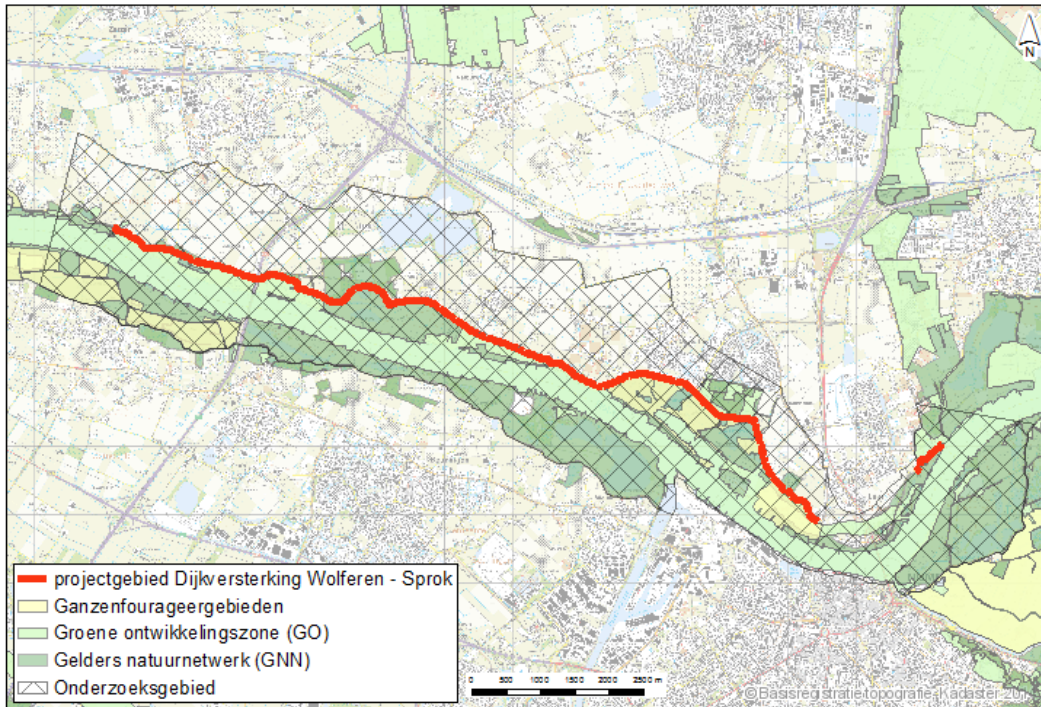 N
projectgebied Dijkversterking Wolferen - Sprok
Ganzenfourageergebieden
Groene ontwikkelingszone (GO)
Gelders natuurnetwerk (GNN)
Onderzoeksgebied
0 500 1000 1500 2000 2500 m
©Basisregistratie topografie, Kadaster